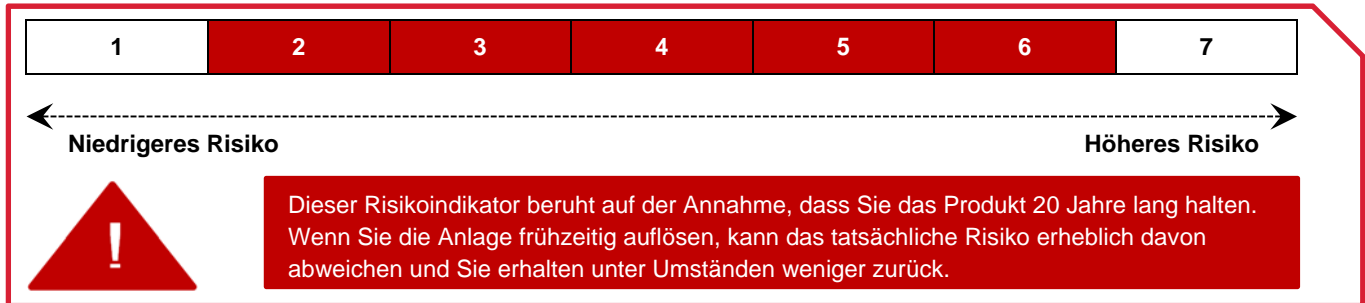 1 2 3 4 5 6 7
Niedrigeres Risiko Höheres Risiko
!
Dieser Risikoindikator beruht auf der Annahme, dass Sie das Produkt 20 Jahre lang halten.
Wenn Sie die Anlage frühzeitig auflösen, kann das tatsächliche Risiko erheblich davon
abweichen und Sie erhalten unter Umständen weniger zurück.